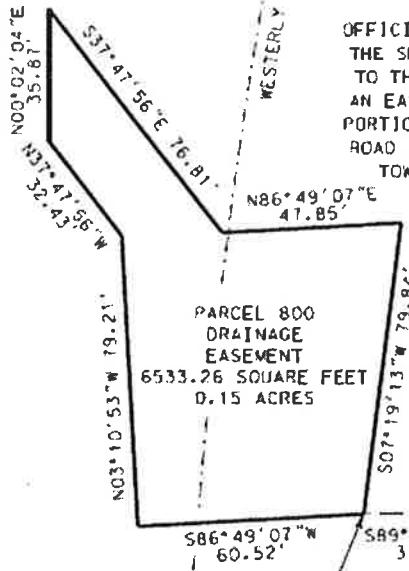 N00°02'04"E
35.87'
S37°47'56"E 76.81'
WESTERLY
OFFICI
THE S
TO TH
AN EA
PORTIO
ROAD
TOW
N37°47'56"W
32.43'
N86°49'07"E
47.85'
PARCEL 800
DRAINAGE
EASEMENT
6533.26 SQUARE FEET
0.15 ACRES
N03°10'53"W 79.21'
S07°19'13"W 79.84'
S86°49'07"W
60.52'
S89°
3